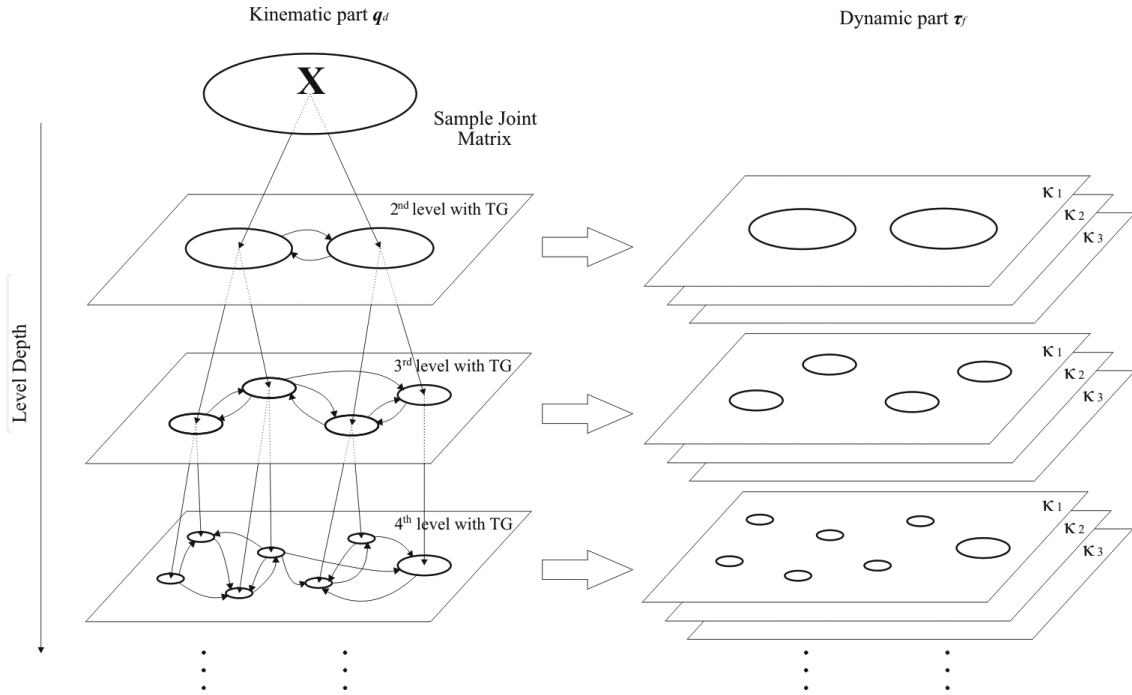 Kinematic part q_d
Dynamic part τ_f
X
Sample Joint
Matrix
Level Depth
2nd level with TG
κ1
κ2
κ3
3rd level with TG
κ1
κ2
κ3
4th level with TG
κ1
κ2
κ3